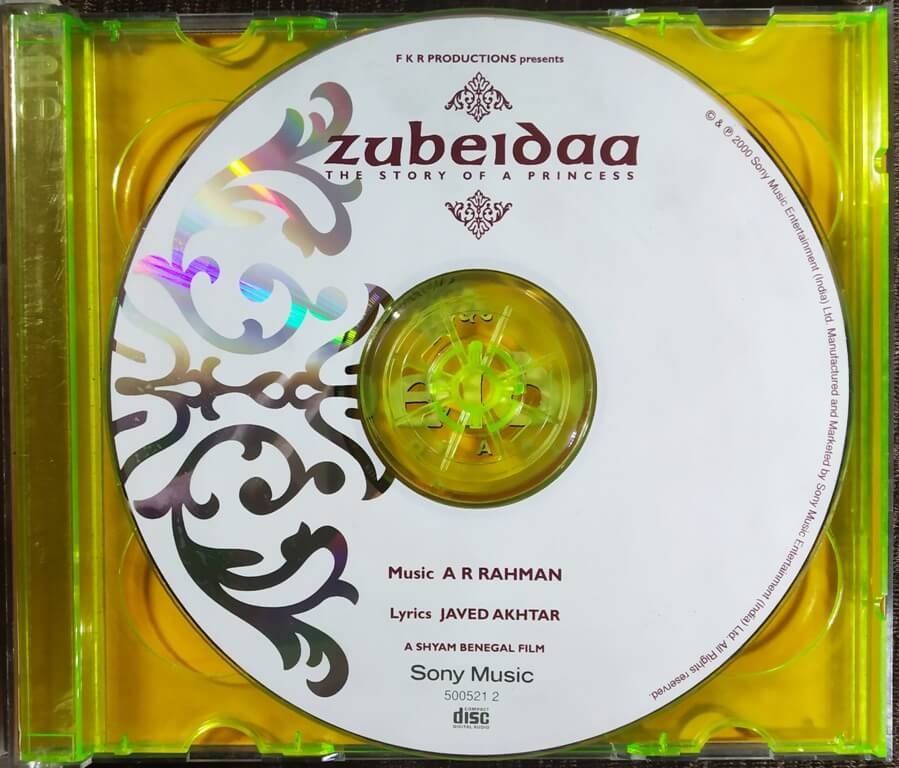 F K R PRODUCTIONS presents
zubeidaa
THE STORY OF A PRINCESS
© & ℗ 2000 Sony Music Entertainment (India) Ltd. Manufactured and Marketed by Sony Music Entertainment (India) Ltd. All Rights reserved.
Music A R RAHMAN
Lyrics JAVED AKHTAR
A SHYAM BENEGAL FILM
Sony Music
500521 2
COMPACT
disc
DIGITAL AUDIO